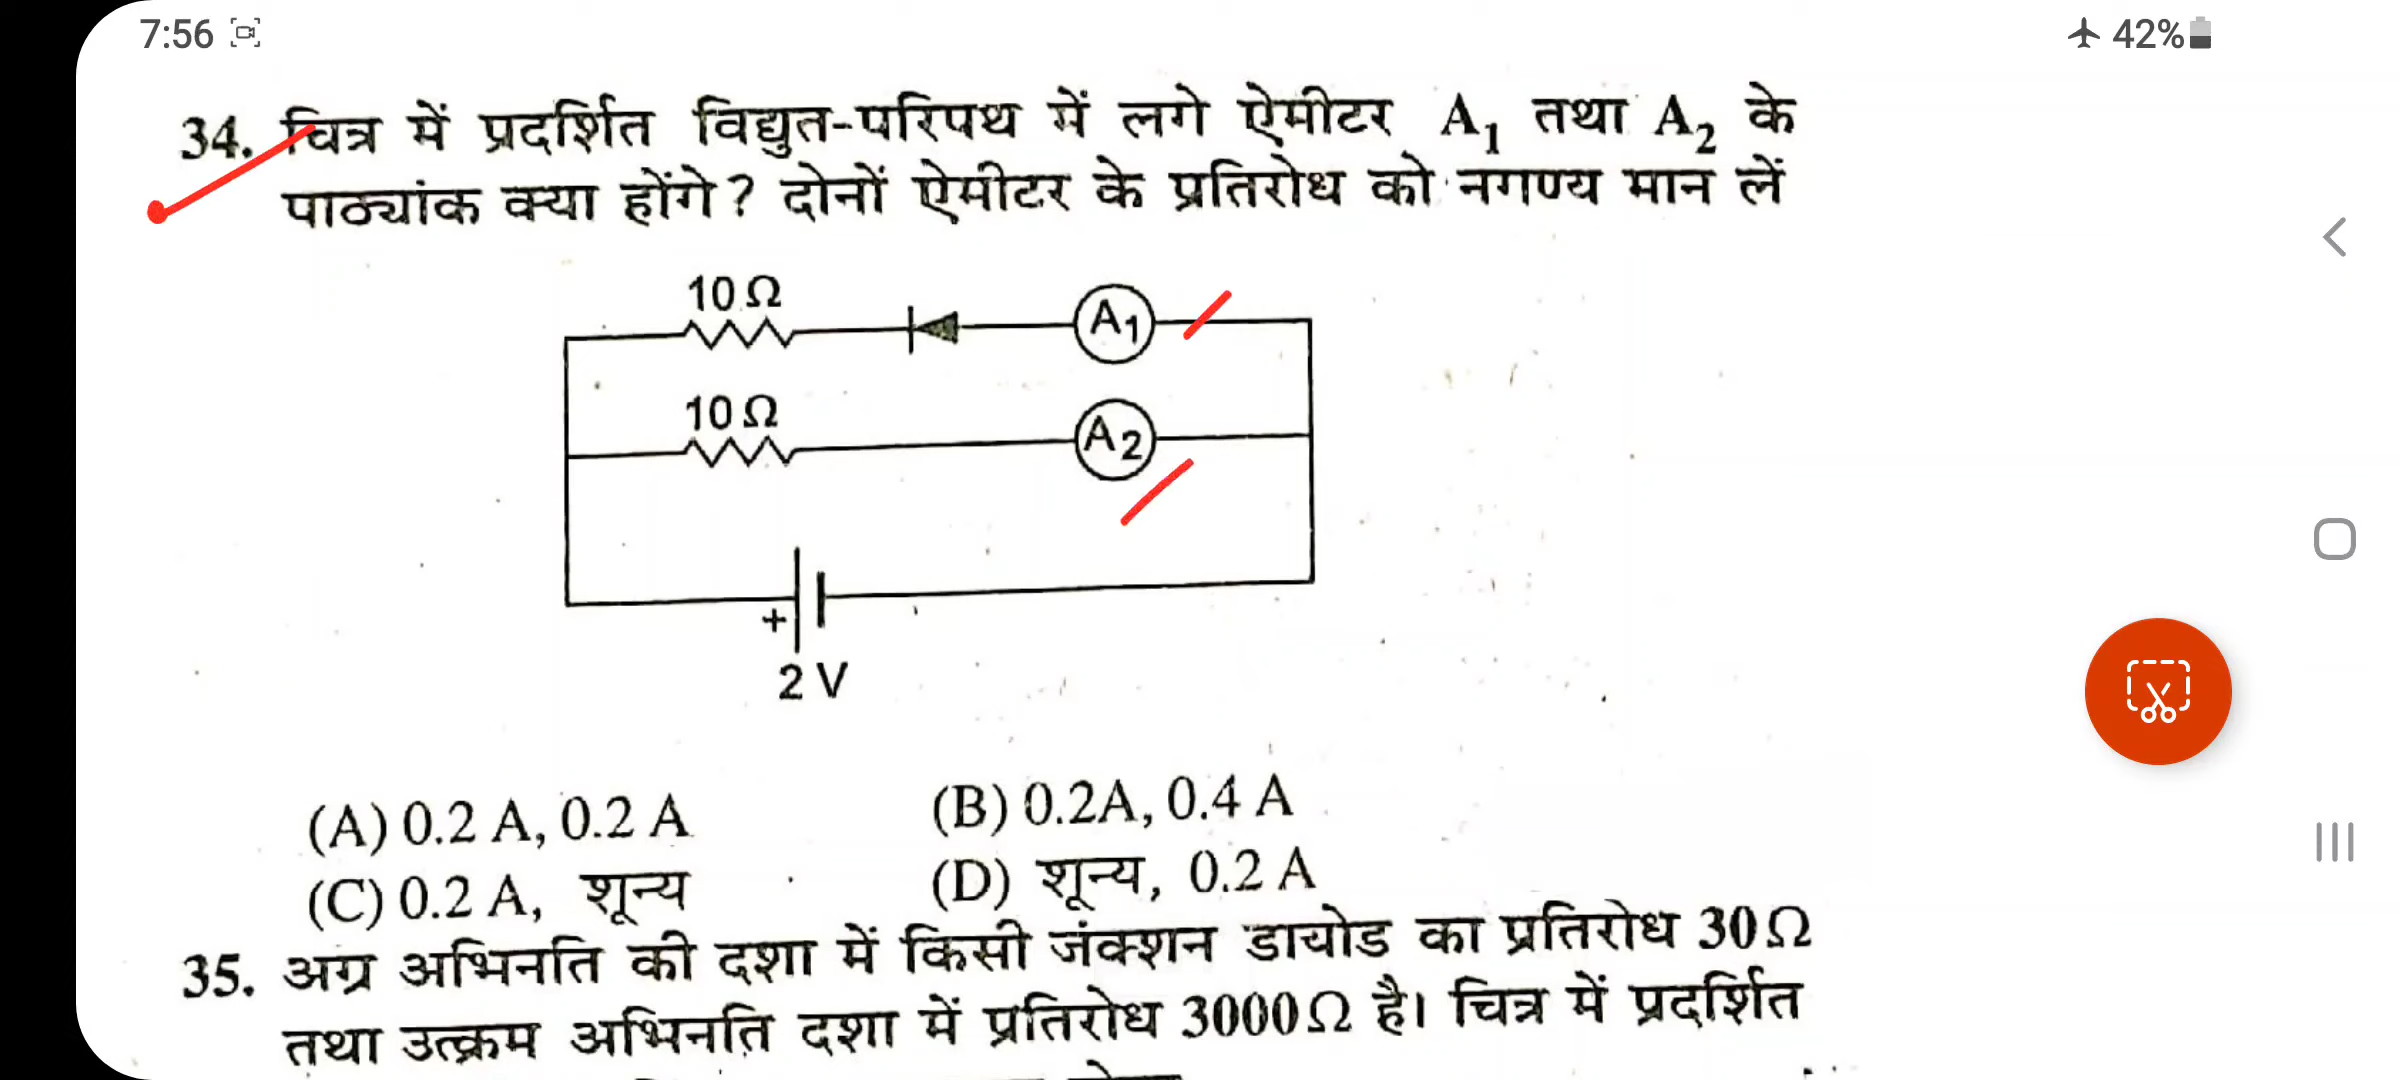 7:56
42%
34. चित्र में प्रदर्शित विद्युत-परिपथ में लगे ऐमीटर A₁ तथा A₂ के
पाठ्यांक क्या होंगे? दोनों ऐमीटर के प्रतिरोध को नगण्य मान लें
10 Ω
A₁
10 Ω
A₂
+
2 V
(A) 0.2 A, 0.2 A (B) 0.2A, 0.4 A
(C) 0.2 A, शून्य (D) शून्य, 0.2 A
35. अग्र अभिनति की दशा में किसी जंक्शन डायोड का प्रतिरोध 30 Ω
तथा उत्क्रम अभिनति दशा में प्रतिरोध 3000 Ω है। चित्र में प्रदर्शित